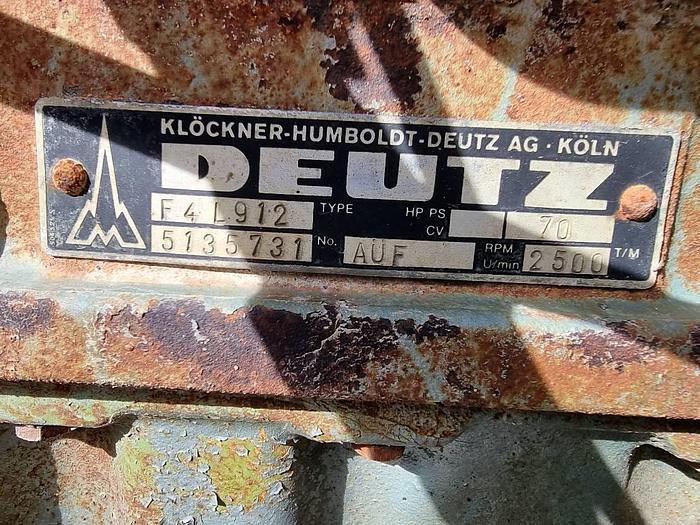 KLÖCKNER-HUMBOLDT-DEUTZ AG · KÖLN
DEUTZ
F4L912 TYPE HP PS CV 70
5135731 No. AUF RPM U/min 2500 T/M